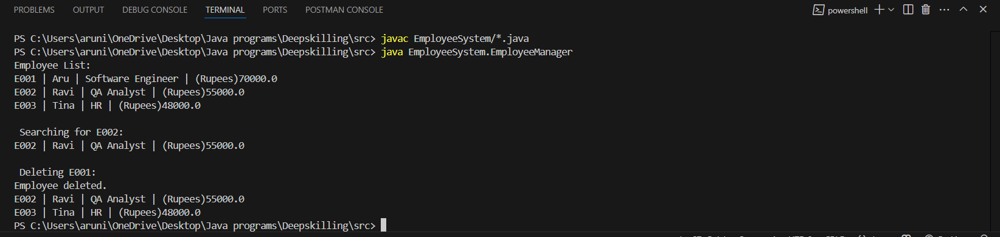 PROBLEMS OUTPUT DEBUG CONSOLE TERMINAL PORTS POSTMAN CONSOLE powershell
PS C:\Users\aruni\OneDrive\Desktop\Java programs\Deepskilling\src> javac EmployeeSystem/*.java
PS C:\Users\aruni\OneDrive\Desktop\Java programs\Deepskilling\src> java EmployeeSystem.EmployeeManager
Employee List:
E001 | Aru | Software Engineer | (Rupees)70000.0
E002 | Ravi | QA Analyst | (Rupees)55000.0
E003 | Tina | HR | (Rupees)48000.0
Searching for E002:
E002 | Ravi | QA Analyst | (Rupees)55000.0
Deleting E001:
Employee deleted.
E002 | Ravi | QA Analyst | (Rupees)55000.0
E003 | Tina | HR | (Rupees)48000.0
PS C:\Users\aruni\OneDrive\Desktop\Java programs\Deepskilling\src>